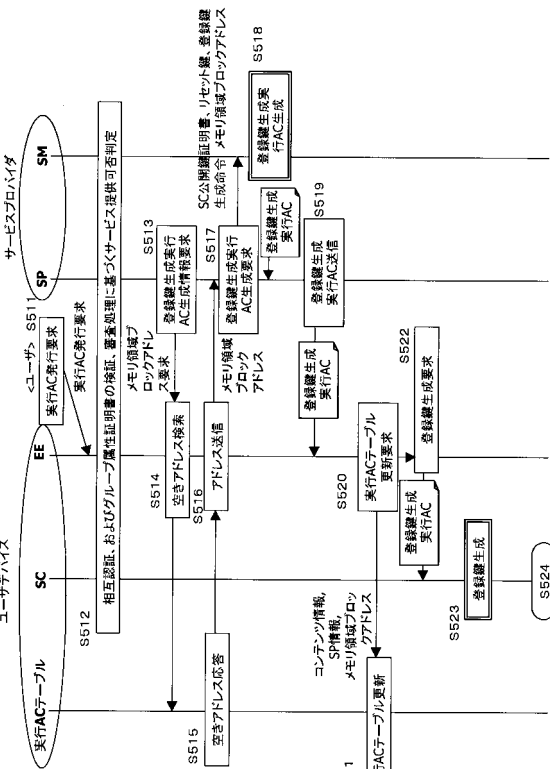 ユーザデバイス
サービスプロバイダ
実行ACテーブル
SC
EE
SP
SM
<ユーザ>
S511
実行AC発行要求
実行AC発行要求
S512
相互認証、およびグループ属性証明書の検証、審査処理に基づくサービス提供可否判定
S513
登録鍵生成実行
AC生成情報要求
メモリ領域ブ
ロックアドレ
ス要求
S514
空きアドレス検索
S515
空きアドレス応答
S516
アドレス送信
メモリ領域
ブロック
アドレス
S517
登録鍵生成実行
AC生成要求
SC公開鍵証明書、リセット鍵、登録鍵
生成命令 メモリ領域ブロックアドレス
S518
登録鍵生成実
行AC生成
登録鍵生成
実行AC
S519
登録鍵生成
実行AC送信
登録鍵生成
実行AC
S520
実行ACテーブル
更新要求
コンテンツ情報,
SP情報,
メモリ領域ブロッ
クアドレス
1
行ACテーブル更新
S522
登録鍵生成要求
登録鍵生成
実行AC
S523
登録鍵生成
S524